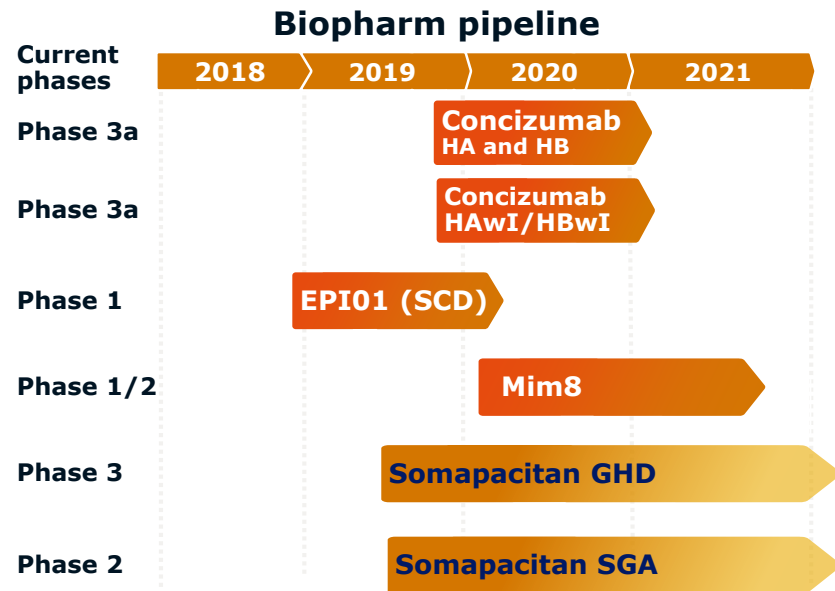 Biopharm pipeline
Current
phases
2018 2019 2020 2021
Phase 3a
Concizumab
HA and HB
Phase 3a
Concizumab
HAwI/HBwI
Phase 1
EPI01 (SCD)
Phase 1/2
Mim8
Phase 3
Somapacitan GHD
Phase 2
Somapacitan SGA